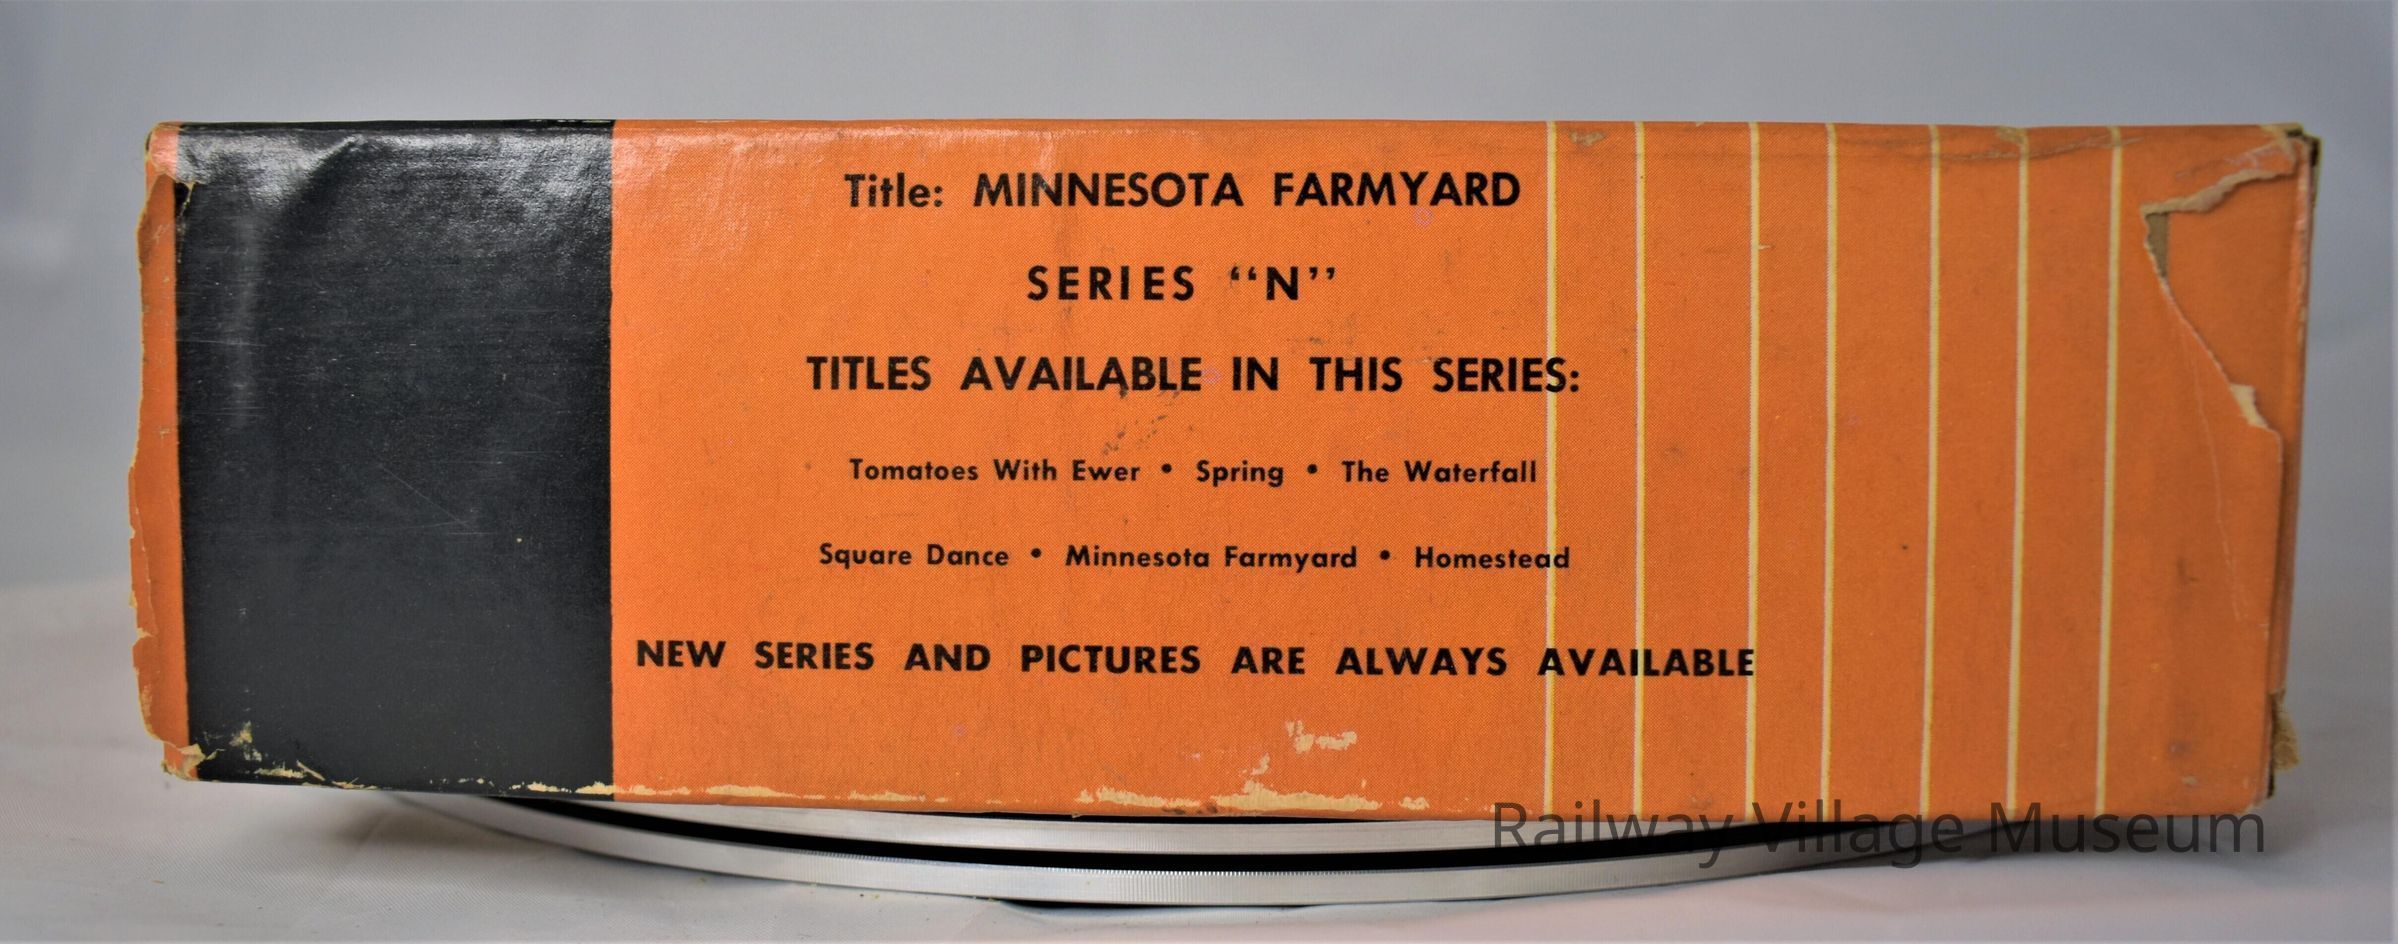 Title: MINNESOTA FARMYARD
SERIES “N”
TITLES AVAILABLE IN THIS SERIES:
Tomatoes With Ewer • Spring • The Waterfall
Square Dance • Minnesota Farmyard • Homestead
NEW SERIES AND PICTURES ARE ALWAYS AVAILABLE
Railway Village Museum